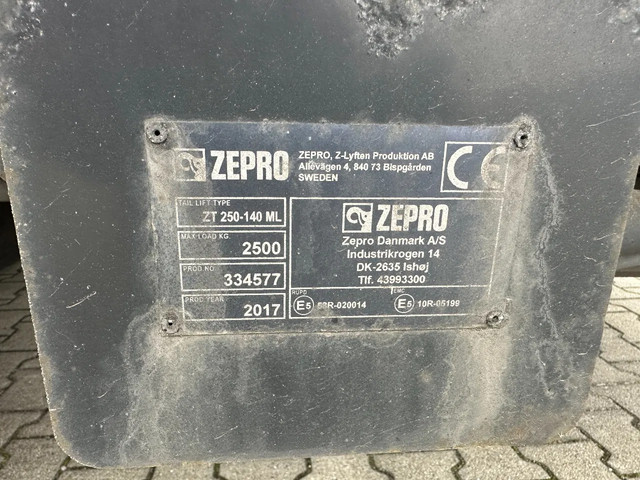 ZEPRO
ZEPRO, Z-Lyften Produktion AB
Allévägen 4, 840 73 Bispgården
SWEDEN
CE
TAIL LIFT TYPE
ZT 250-140 ML
MAX LOAD KG.
2500
PROD NO.
334577
PROD YEAR
2017
ZEPRO
Zepro Danmark A/S
Industrikrogen 14
DK-2635 Ishøj
Tlf. 43993300
RUPD
E5 58R-020014
EMC
E5 10R-05199